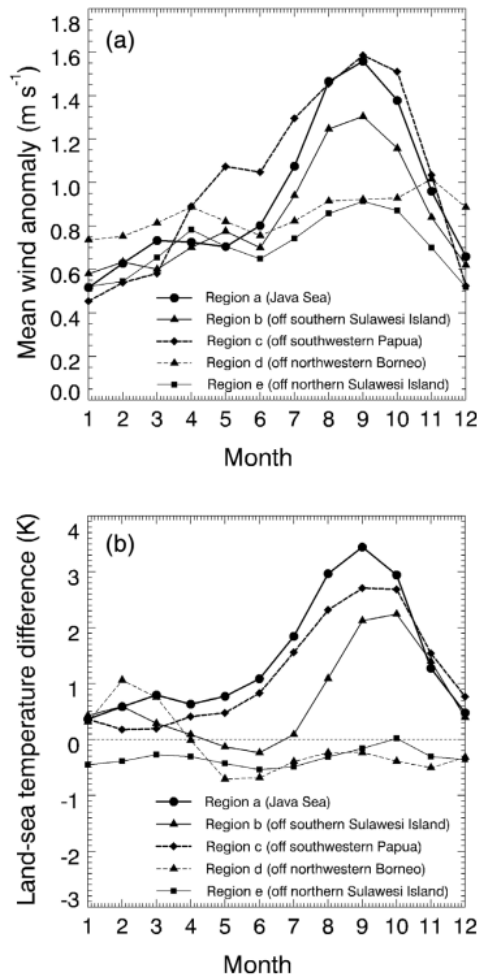 (a)
Mean wind anomaly (m s⁻¹)
1.8
1.6
1.4
1.2
1.0
0.8
0.6
0.4
0.2
0.0
Region a (Java Sea)
Region b (off southern Sulawesi Island)
Region c (off southwestern Papua)
Region d (off northwestern Borneo)
Region e (off northern Sulawesi Island)
1 2 3 4 5 6 7 8 9 10 11 12
Month
(b)
Land-sea temperature difference (K)
4
3
2
1
0
-1
-2
-3
Region a (Java Sea)
Region b (off southern Sulawesi Island)
Region c (off southwestern Papua)
Region d (off northwestern Borneo)
Region e (off northern Sulawesi Island)
1 2 3 4 5 6 7 8 9 10 11 12
Month